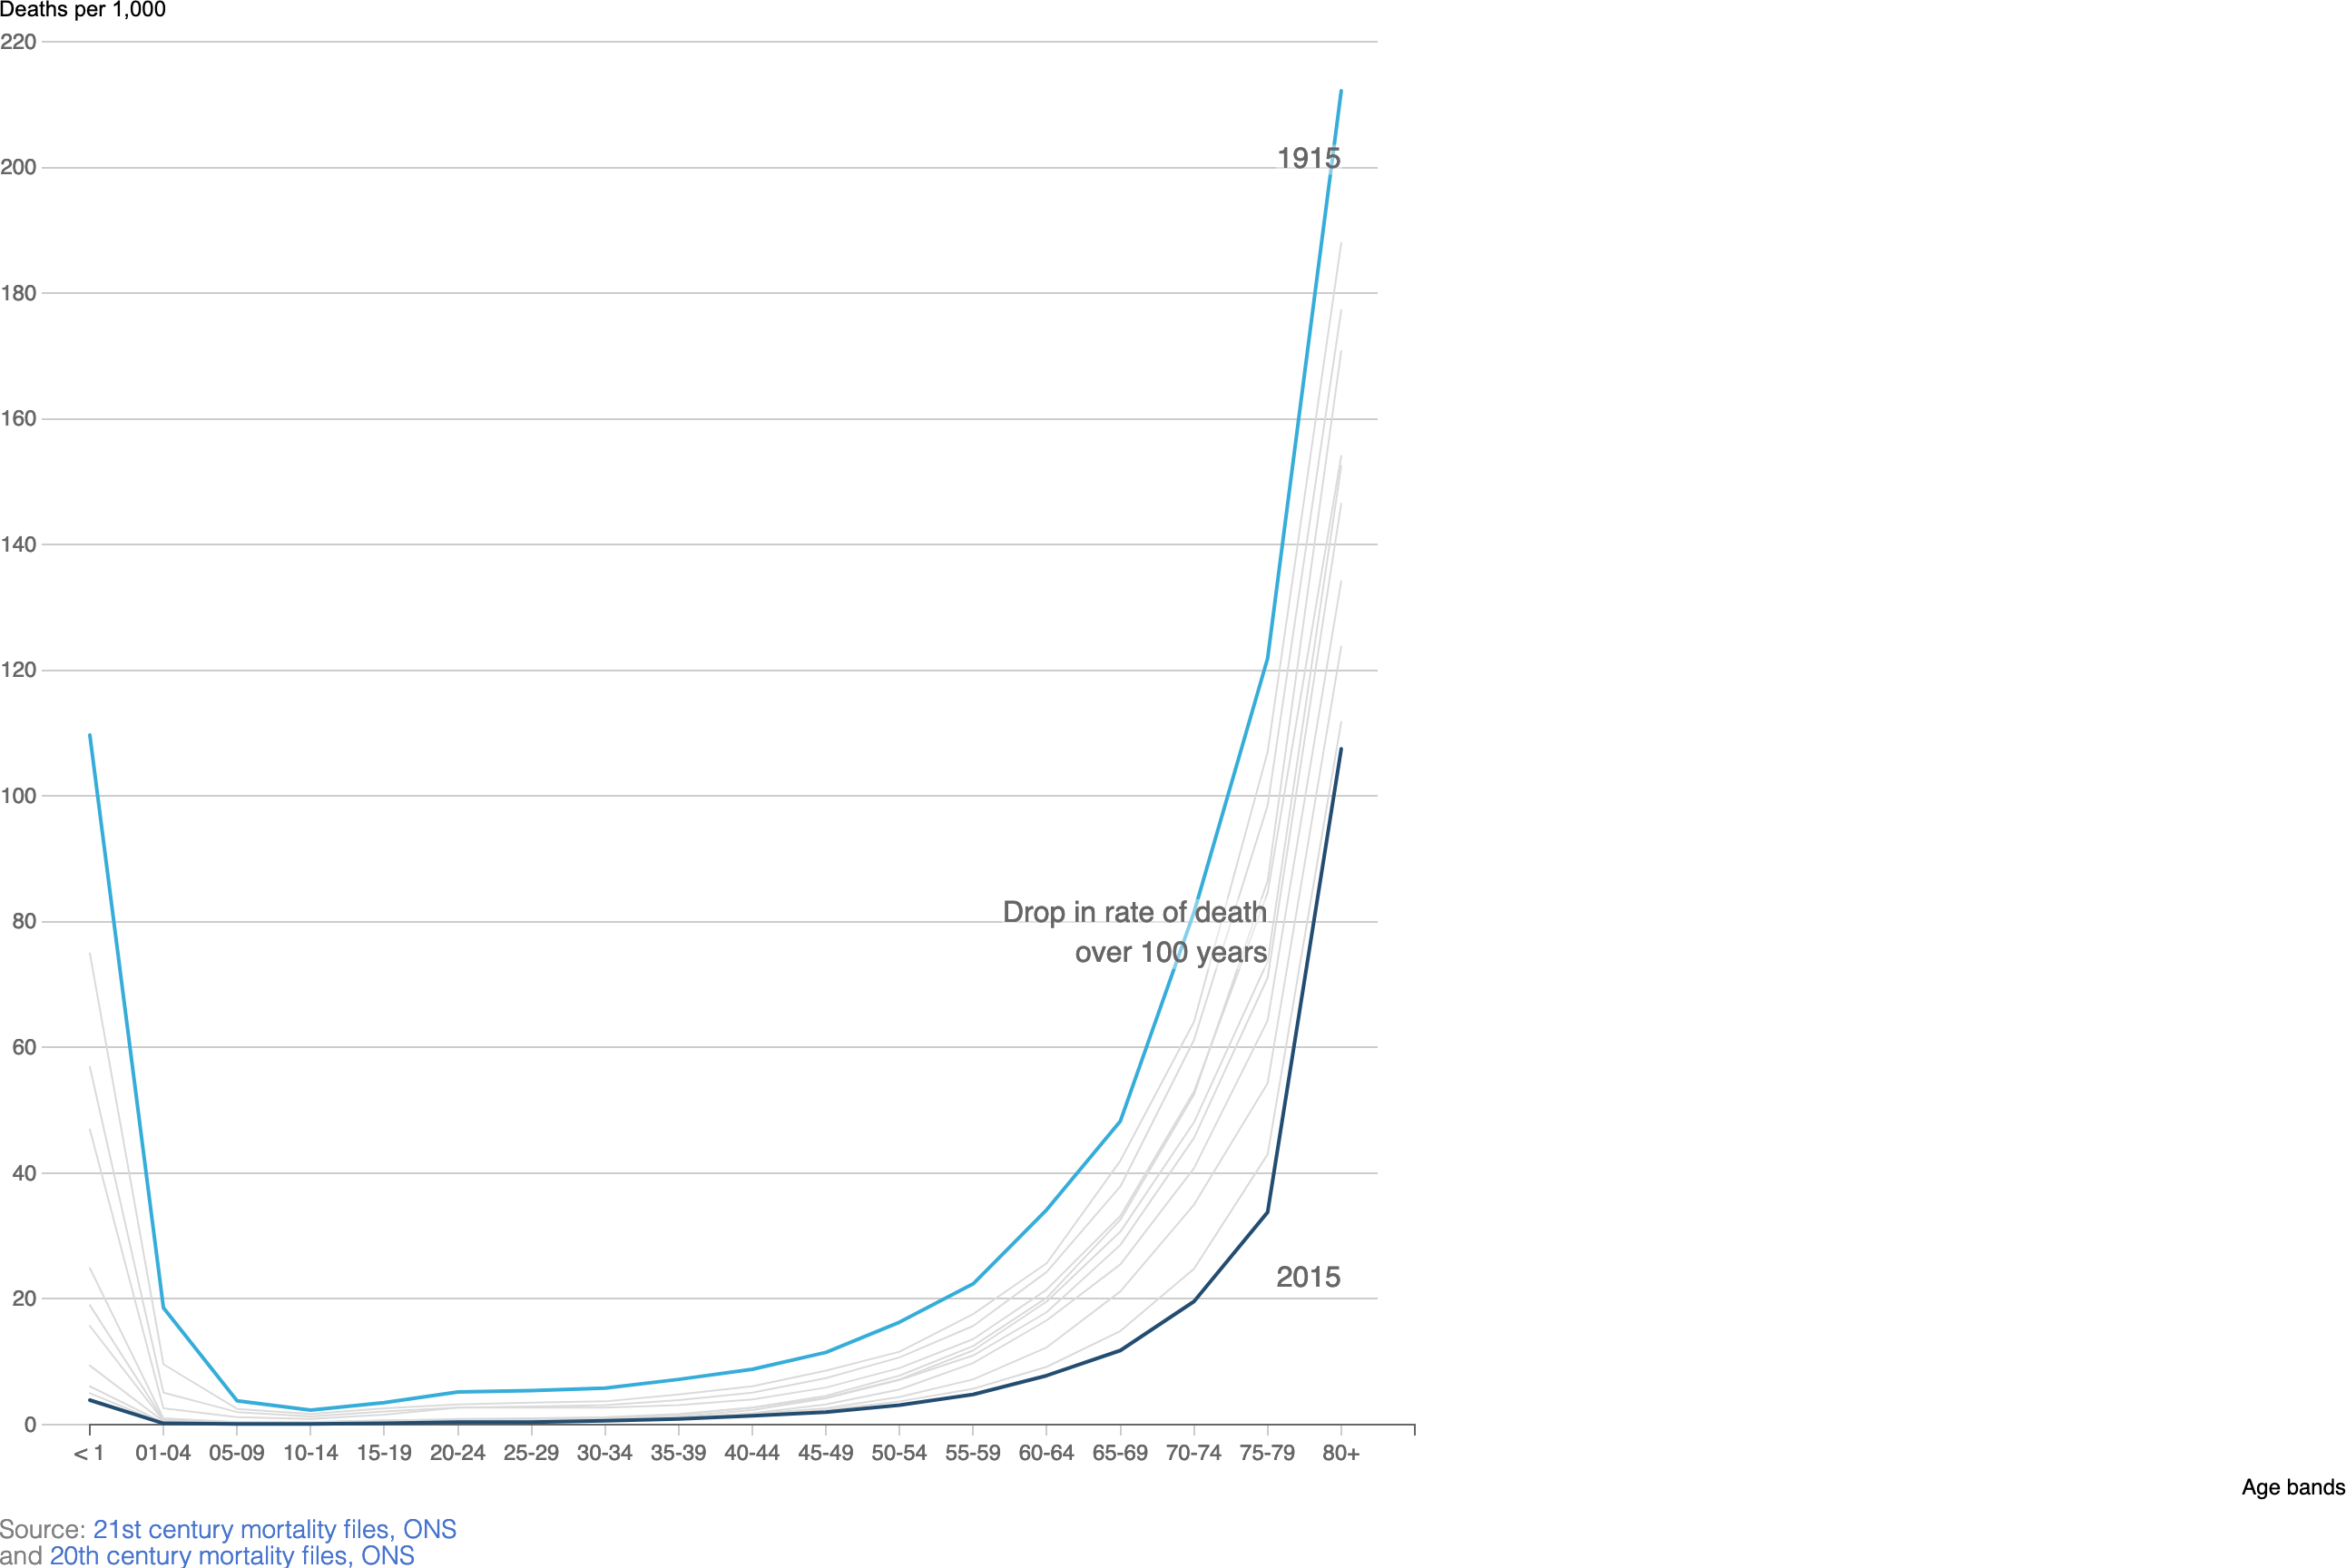 Deaths per 1,000
220
200
1915
180
160
140
120
100
Drop in rate of death
80
over 100 years
60
40
2015
20
0
< 1 01-04 05-09 10-14 15-19 20-24 25-29 30-34 35-39 40-44 45-49 50-54 55-59 60-64 65-69 70-74 75-79 80+
Age bands
Source: 21st century mortality files, ONS
and 20th century mortality files, ONS